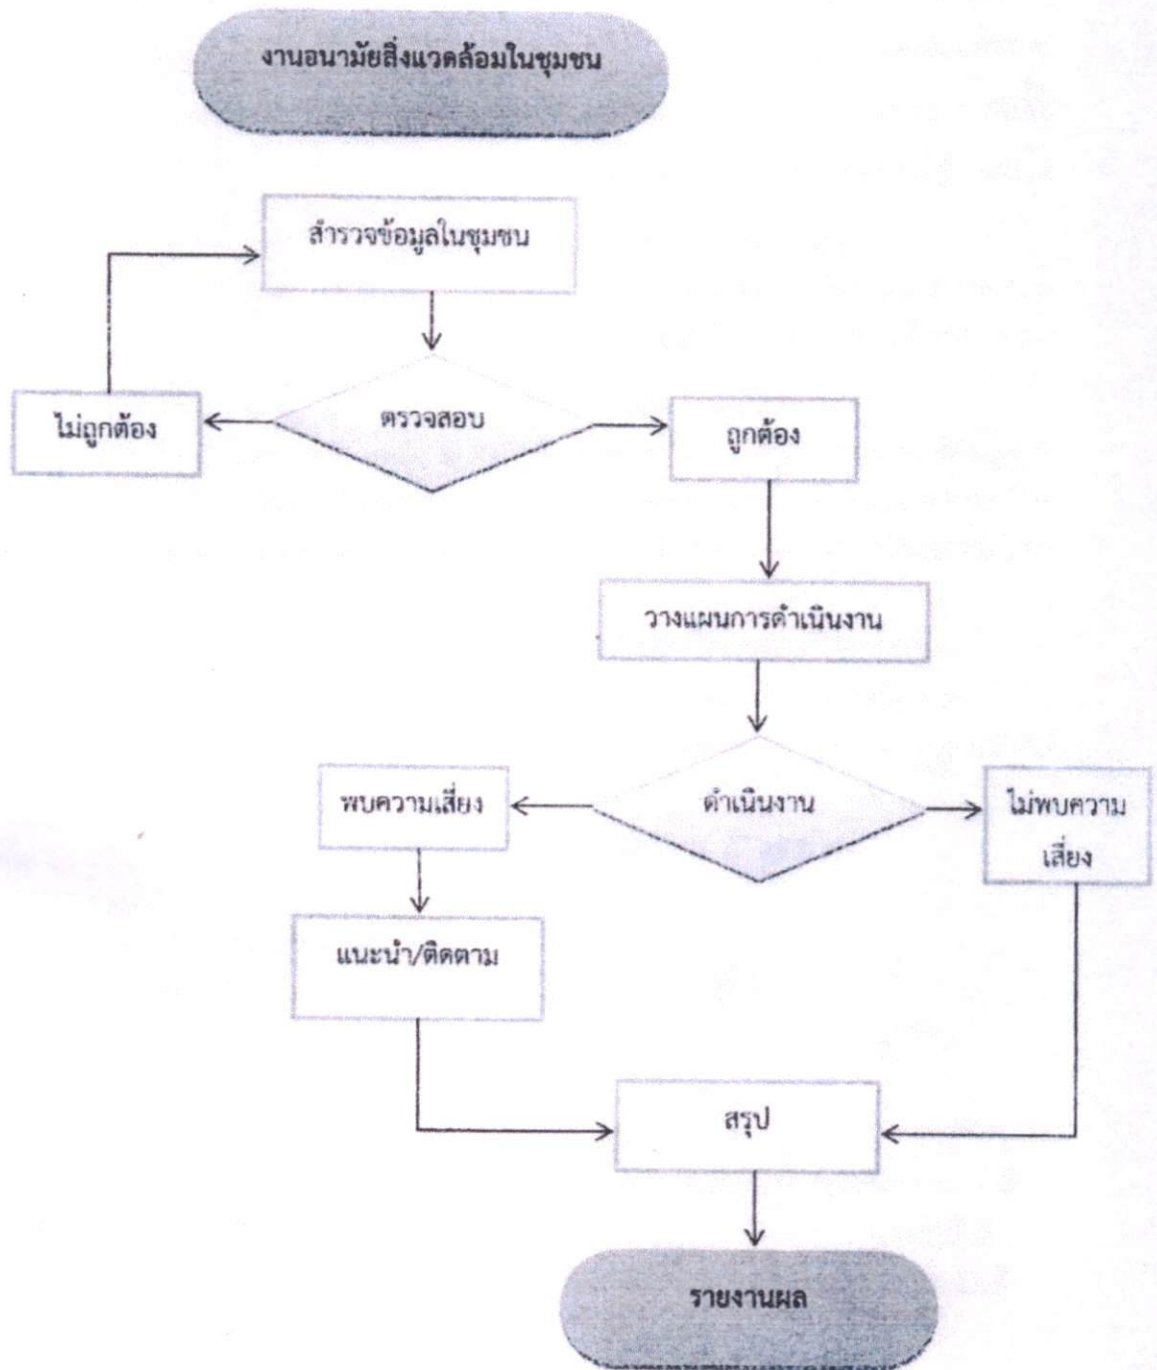 งานอนามัยสิ่งแวดล้อมในชุมชน
สำรวจข้อมูลในชุมชน
ไม่ถูกต้อง
ตรวจสอบ
ถูกต้อง
วางแผนการดำเนินงาน
พบความเสี่ยง
ดำเนินงาน
ไม่พบความ
เสี่ยง
แนะนำ/ติดตาม
สรุป
รายงานผล